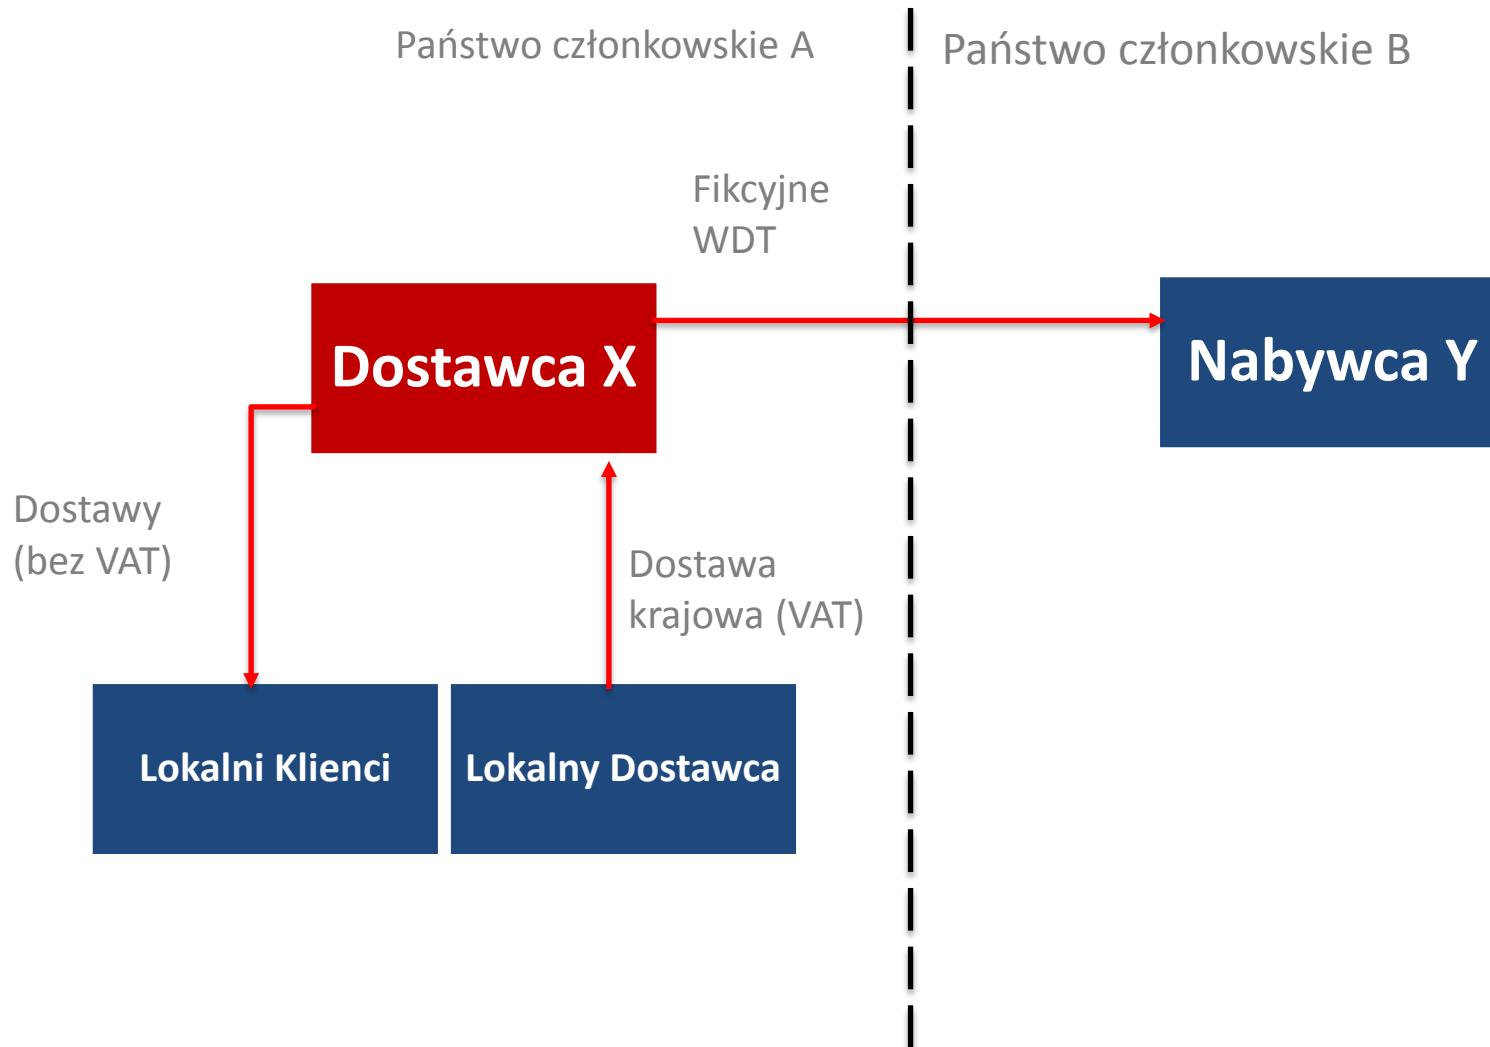 Państwo członkowskie A
Państwo członkowskie B
Fikcyjne
WDT
Dostawca X
Nabywca Y
Dostawy
(bez VAT)
Dostawa
krajowa (VAT)
Lokalni Klienci
Lokalny Dostawca